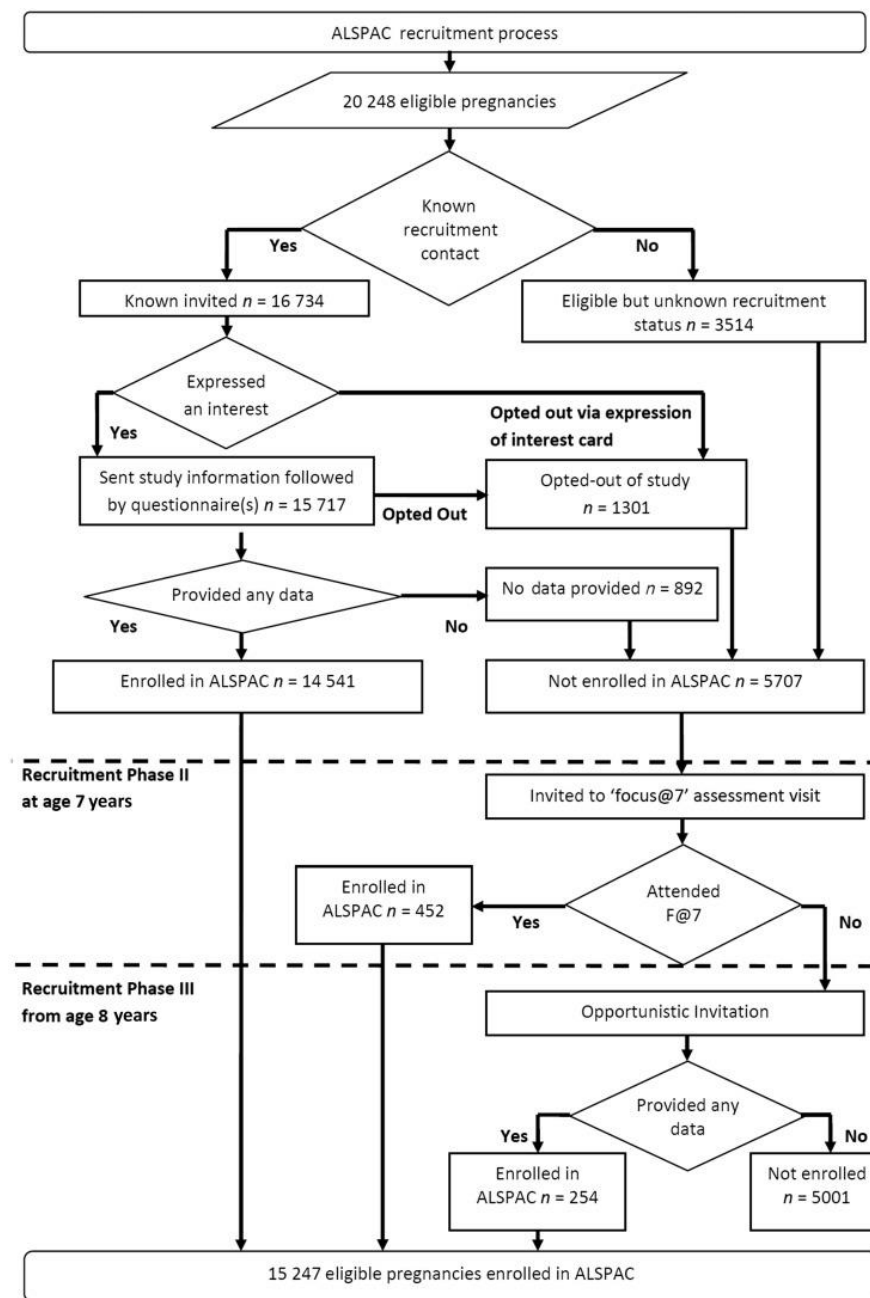 ALSPAC recruitment process
20 248 eligible pregnancies
Known
recruitment
contact
Yes
No
Known invited n = 16 734
Eligible but unknown recruitment
status n = 3514
Expressed
an interest
Yes
Opted out via expression
of interest card
Sent study information followed
by questionnaire(s) n = 15 717
Opted Out
Opted-out of study
n = 1301
Provided any data
Yes
No
No data provided n = 892
Enrolled in ALSPAC n = 14 541
Not enrolled in ALSPAC n = 5707
Recruitment Phase II
at age 7 years
Invited to ‘focus@7’ assessment visit
Attended
F@7
Yes
No
Enrolled in
ALSPAC n = 452
Recruitment Phase III
from age 8 years
Opportunistic Invitation
Provided any
data
Yes
No
Enrolled in
ALSPAC n = 254
Not enrolled
n = 5001
15 247 eligible pregnancies enrolled in ALSPAC